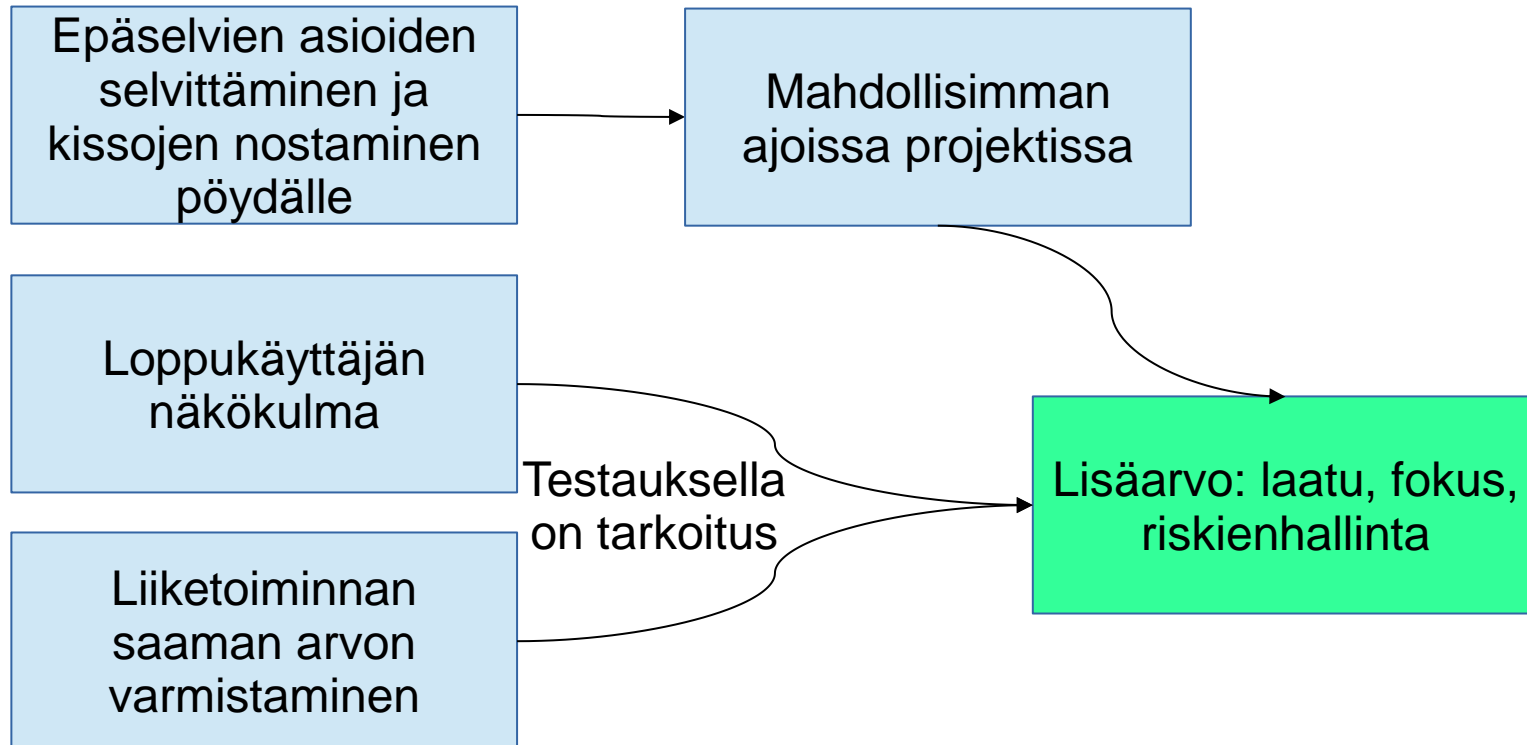 Epäselvien asioiden
selvittäminen ja
kissojen nostaminen
pöydälle
Mahdollisimman
ajoissa projektissa
Loppukäyttäjän
näkökulma
Testauksella
on tarkoitus
Lisäarvo: laatu, fokus,
riskienhallinta
Liiketoiminnan
saaman arvon
varmistaminen